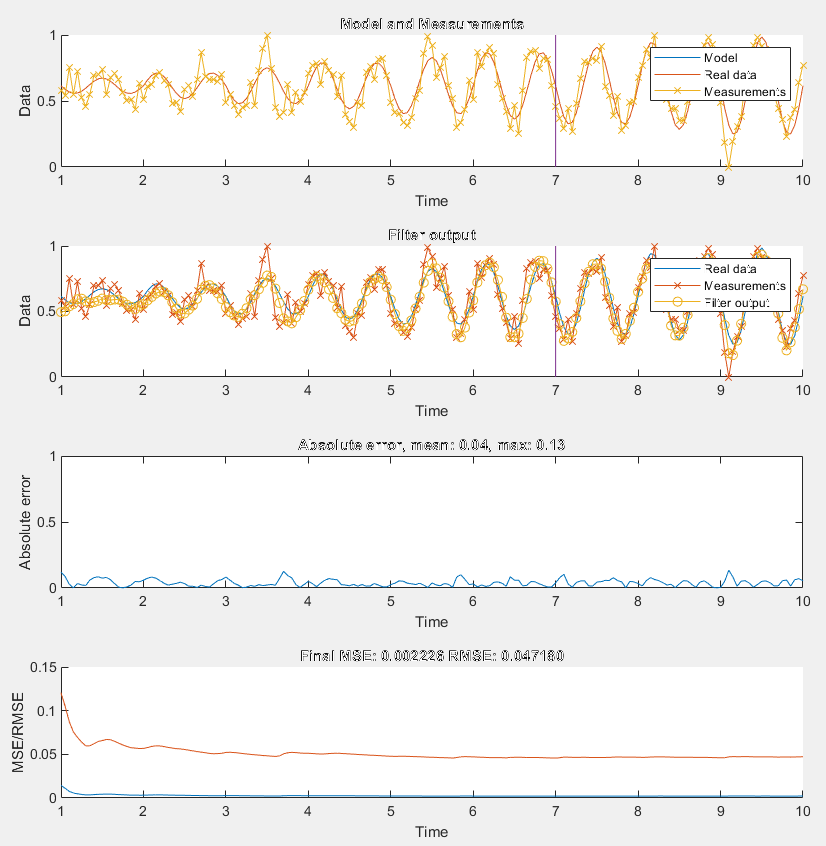 Model and Measurements
1
0.5
0
Data
Model
Real data
Measurements
1 2 3 4 5 6 7 8 9 10
Time
Filter output
1
0.5
0
Data
Real data
Measurements
Filter output
1 2 3 4 5 6 7 8 9 10
Time
Absolute error, mean: 0.04, max: 0.13
1
0.5
0
Absolute error
1 2 3 4 5 6 7 8 9 10
Time
Final MSE: 0.002226 RMSE: 0.047180
0.15
0.1
0.05
0
MSE/RMSE
1 2 3 4 5 6 7 8 9 10
Time